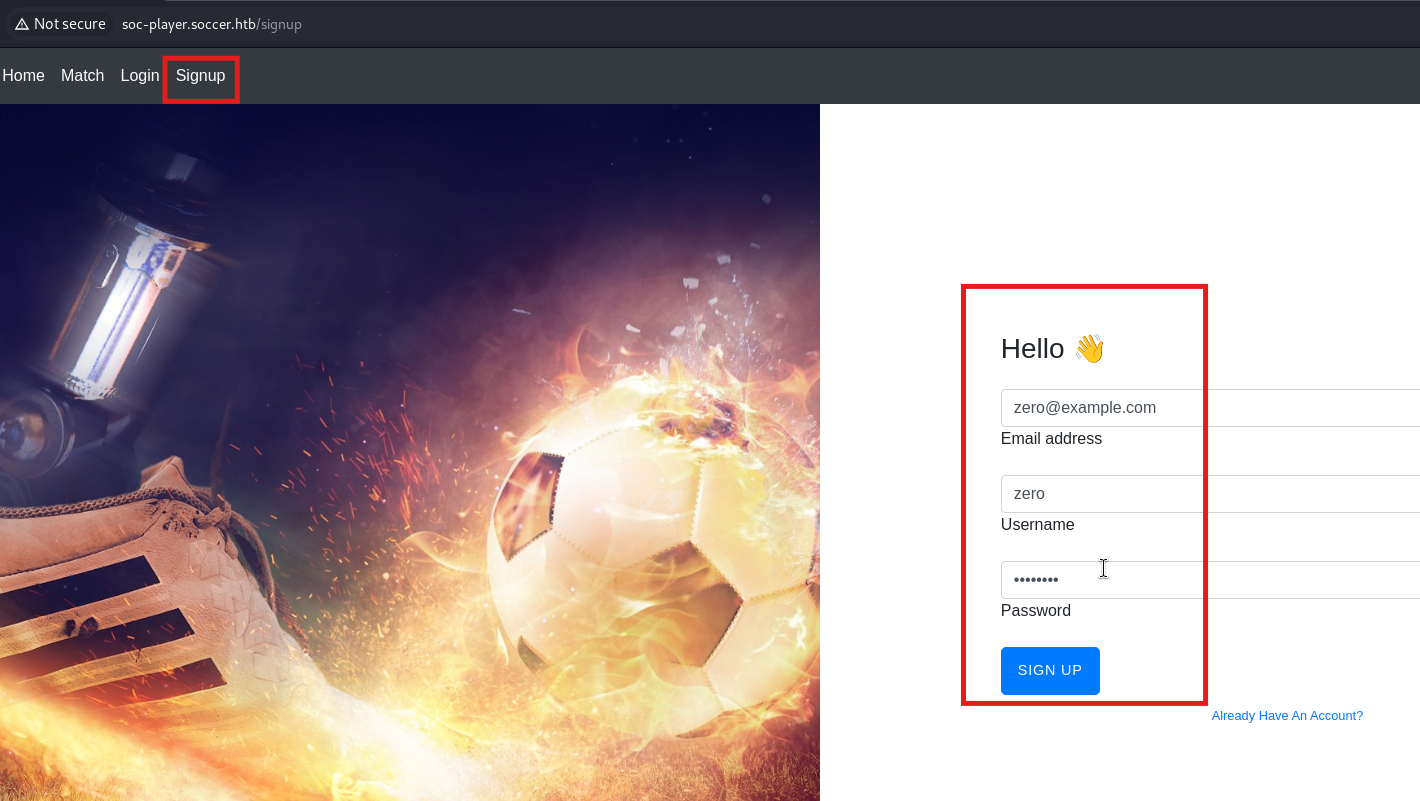 Not secure soc-player.soccer.htb/signup
Home Match Login Signup
Hello 👋
zero@example.com
Email address
zero
Username
••••••••
Password
SIGN UP
Already Have An Account?